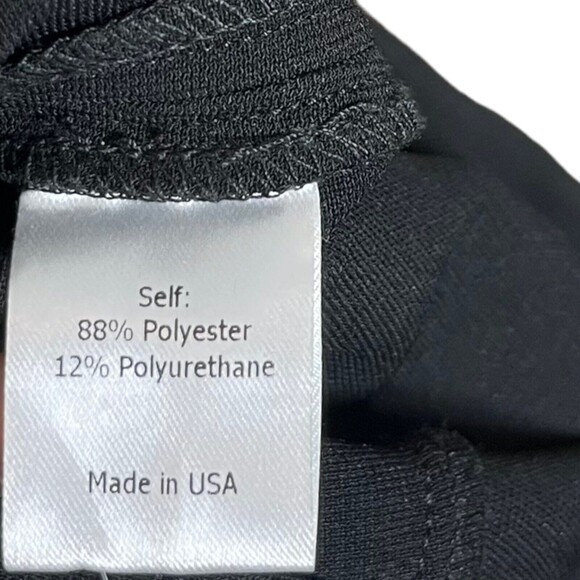 Self:
88% Polyester
12% Polyurethane
Made in USA